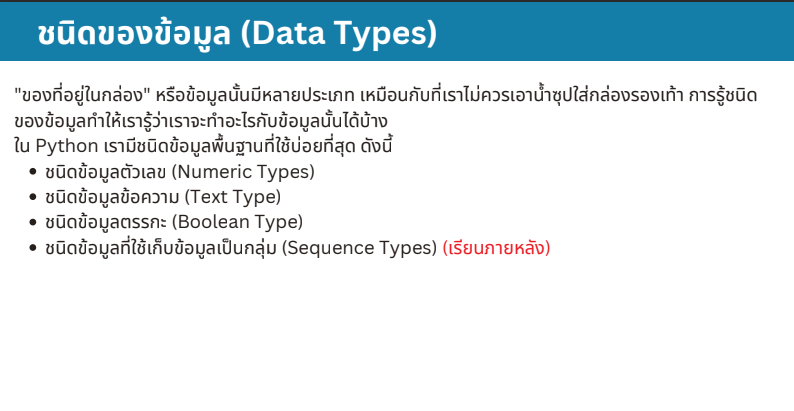 ชนิดของข้อมูล (Data Types)
"ของที่อยู่ในกล่อง" หรือข้อมูลนั้นมีหลายประเภท เหมือนกับที่เราไม่ควรเอาน้ำซุปใส่กล่องรองเท้า การรู้ชนิด
ของข้อมูลทำให้เรารู้ว่าเราจะทำอะไรกับข้อมูลนั้นได้บ้าง
ใน Python เรามีชนิดข้อมูลพื้นฐานที่ใช้บ่อยที่สุด ดังนี้
• ชนิดข้อมูลตัวเลข (Numeric Types)
• ชนิดข้อมูลข้อความ (Text Type)
• ชนิดข้อมูลตรรกะ (Boolean Type)
• ชนิดข้อมูลที่ใช้เก็บข้อมูลเป็นกลุ่ม (Sequence Types) (เรียนภายหลัง)